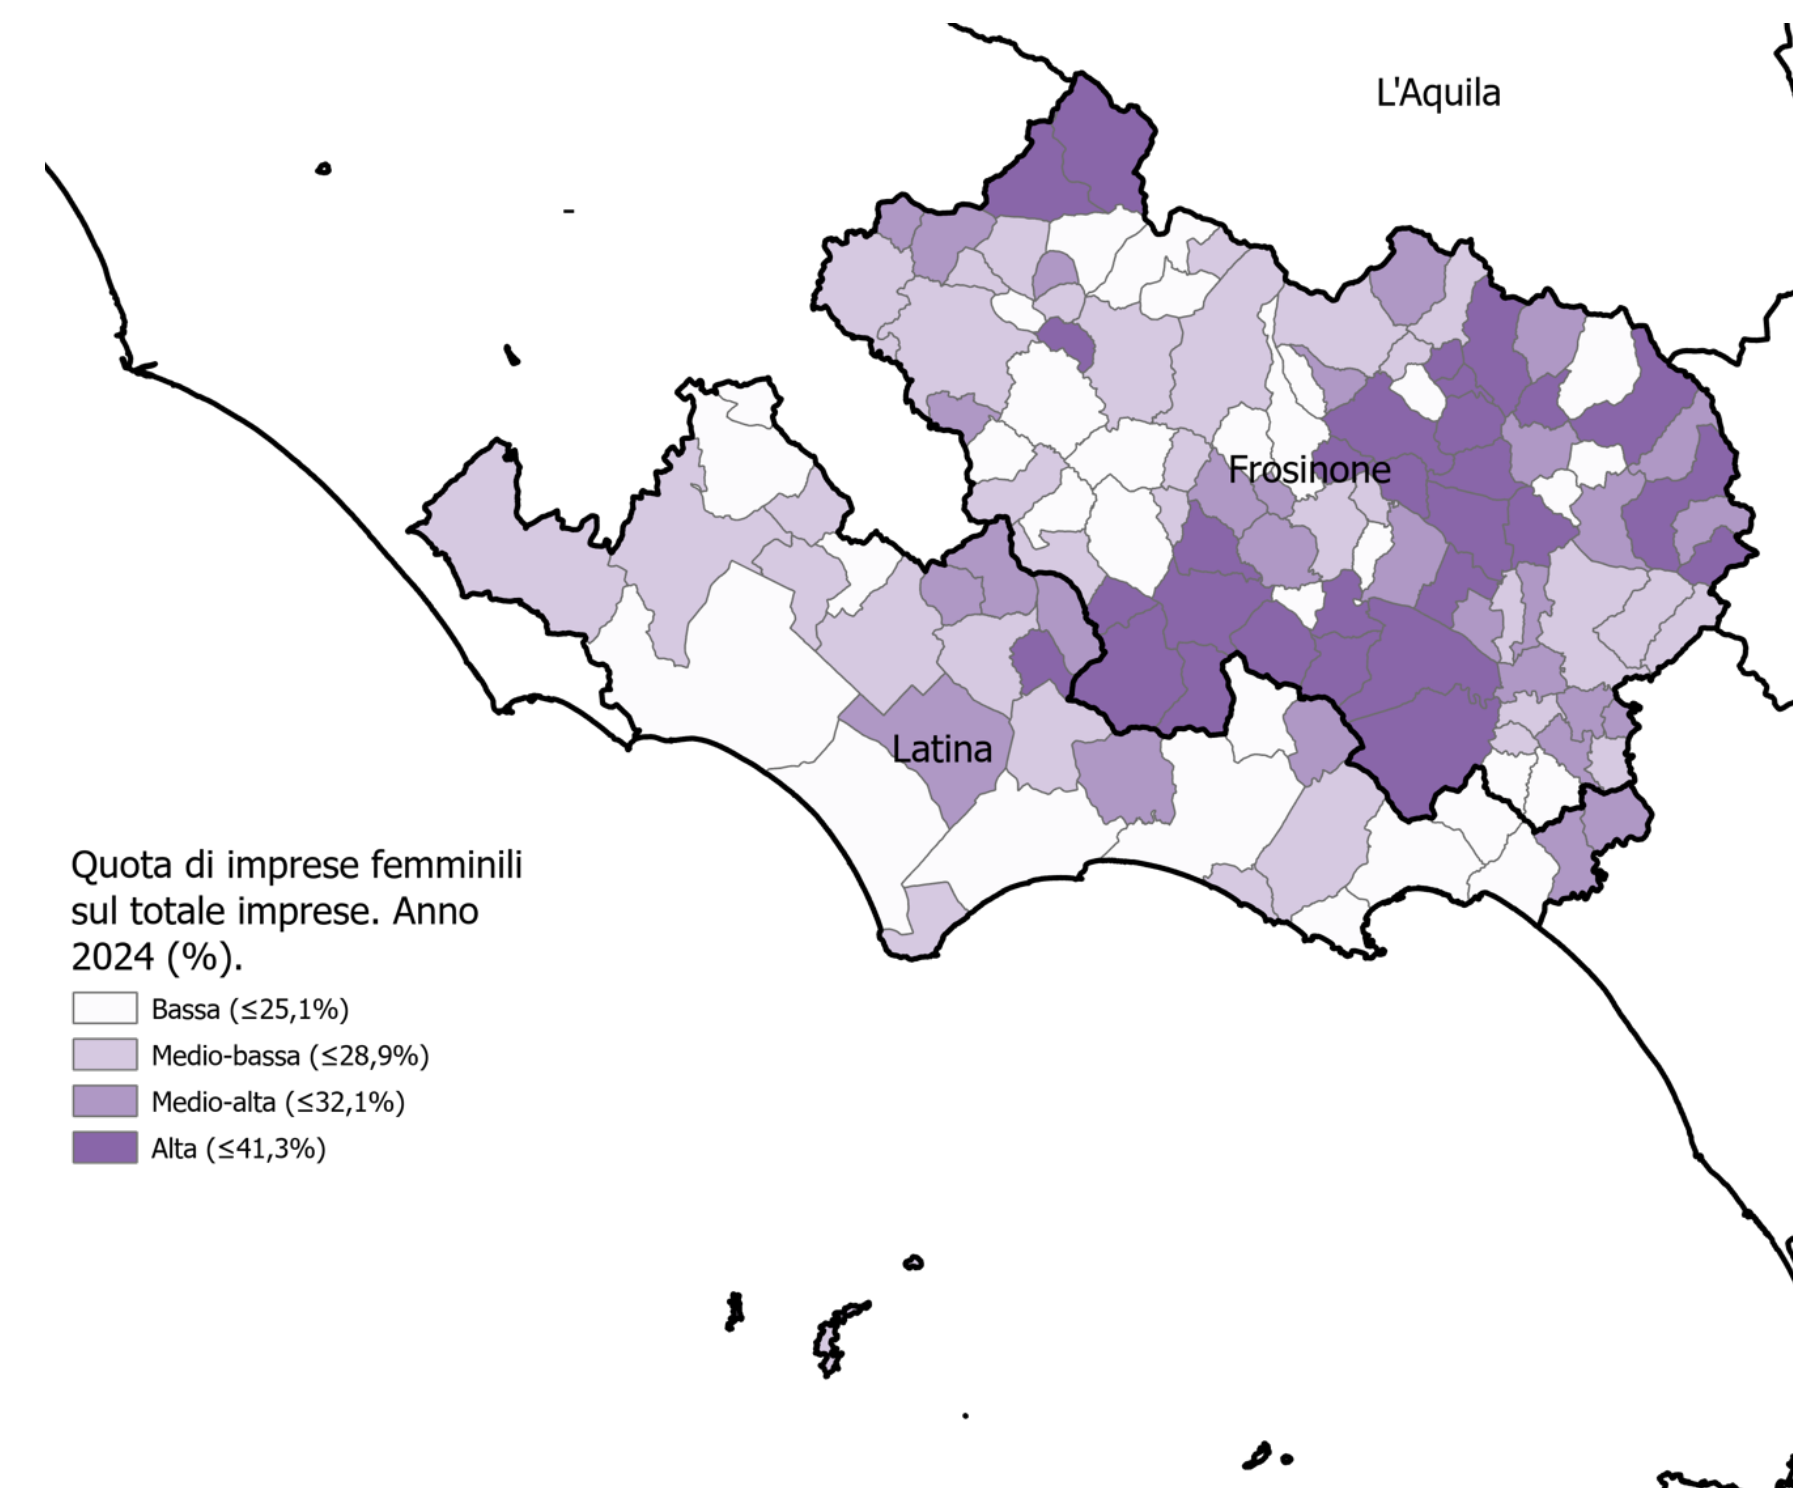 L'Aquila
Frosinone
Latina
Quota di imprese femminili
sul totale imprese. Anno
2024 (%).
Bassa (≤25,1%)
Medio-bassa (≤28,9%)
Medio-alta (≤32,1%)
Alta (≤41,3%)